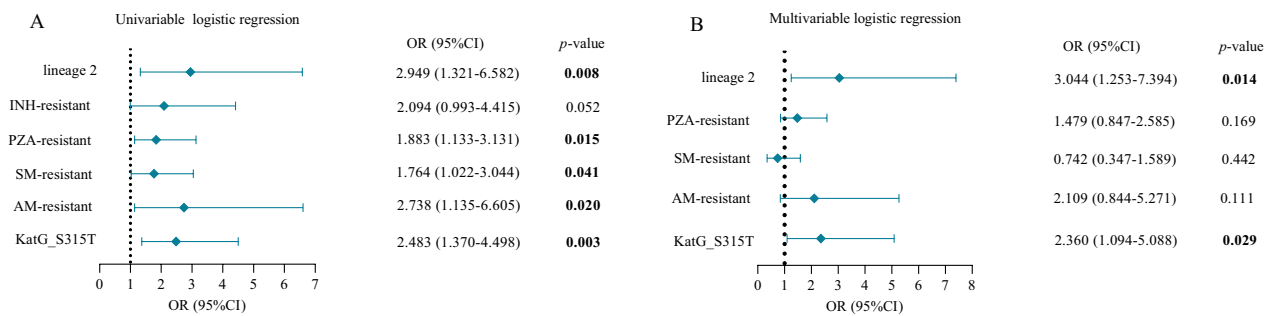 A
Univariable logistic regression
OR (95%CI) p-value
lineage 2 2.949 (1.321-6.582) 0.008
INH-resistant 2.094 (0.993-4.415) 0.052
PZA-resistant 1.883 (1.133-3.131) 0.015
SM-resistant 1.764 (1.022-3.044) 0.041
AM-resistant 2.738 (1.135-6.605) 0.020
KatG_S315T 2.483 (1.370-4.498) 0.003
0 1 2 3 4 5 6 7
OR (95%CI)
B
Multivariable logistic regression
OR (95%CI) p-value
lineage 2 3.044 (1.253-7.394) 0.014
PZA-resistant 1.479 (0.847-2.585) 0.169
SM-resistant 0.742 (0.347-1.589) 0.442
AM-resistant 2.109 (0.844-5.271) 0.111
KatG_S315T 2.360 (1.094-5.088) 0.029
0 1 2 3 4 5 6 7 8
OR (95%CI)